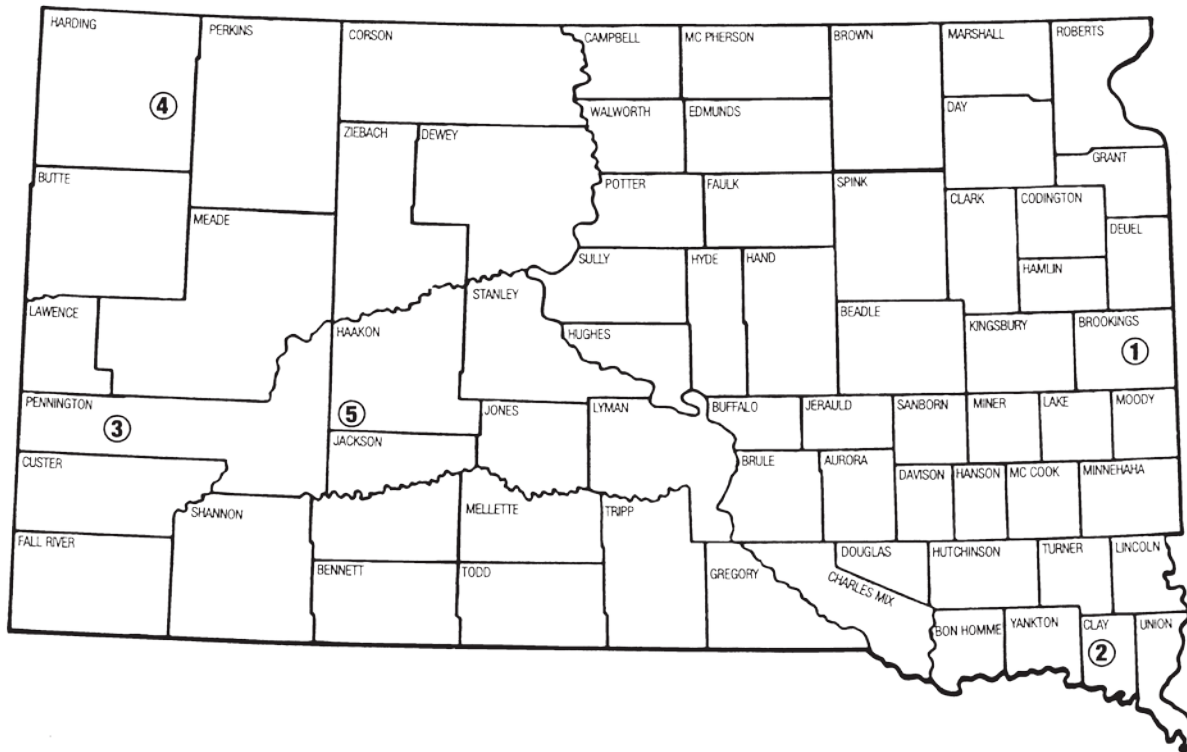 HARDING
PERKINS
CORSON
CAMPBELL
MC PHERSON
BROWN
MARSHALL
ROBERTS
④
WALWORTH
EDMUNDS
DAY
ZIEBACH
DEWEY
GRANT
BUTTE
POTTER
FAULK
SPINK
CLARK
CODINGTON
MEADE
DEUEL
SULLY
HYDE
HAND
HAMLIN
STANLEY
LAWENCE
HAAKON
HUGHES
BEADLE
KINGSBURY
BROOKINGS
①
PENNINGTON
③
⑤
JONES
LYMAN
BUFFALO
JERAULD
SANBORN
MINER
LAKE
MOODY
JACKSON
CUSTER
BRULE
AURORA
DAVISON
HANSON
MC COOK
MINNEHAHA
SHANNON
MELLETTE
TRIPP
FALL RIVER
BENNETT
TODD
GREGORY
DOUGLAS
CHARLES MIX
HUTCHINSON
TURNER
LINCOLN
BON HOMME
YANKTON
CLAY
UNION
②